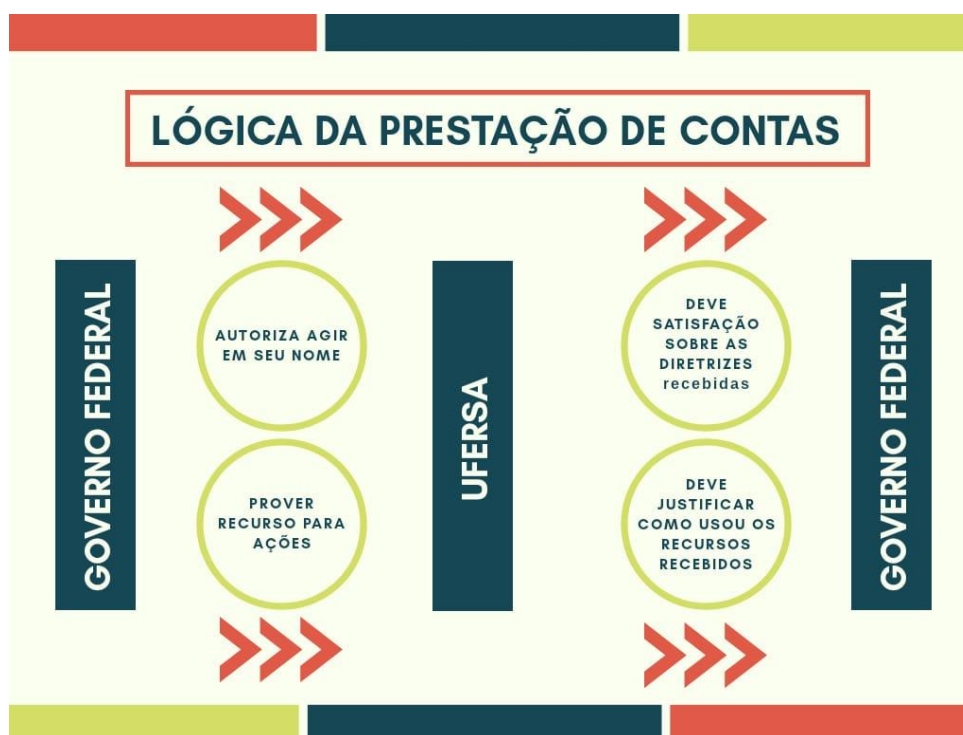 LÓGICA DA PRESTAÇÃO DE CONTAS
GOVERNO FEDERAL
AUTORIZA AGIR
EM SEU NOME
PROVER
RECURSO PARA
AÇÕES
UFERSA
DEVE
SATISFAÇÃO
SOBRE AS
DIRETRIZES
recebidas
DEVE
JUSTIFICAR
COMO USOU OS
RECURSOS
RECEBIDOS
GOVERNO FEDERAL